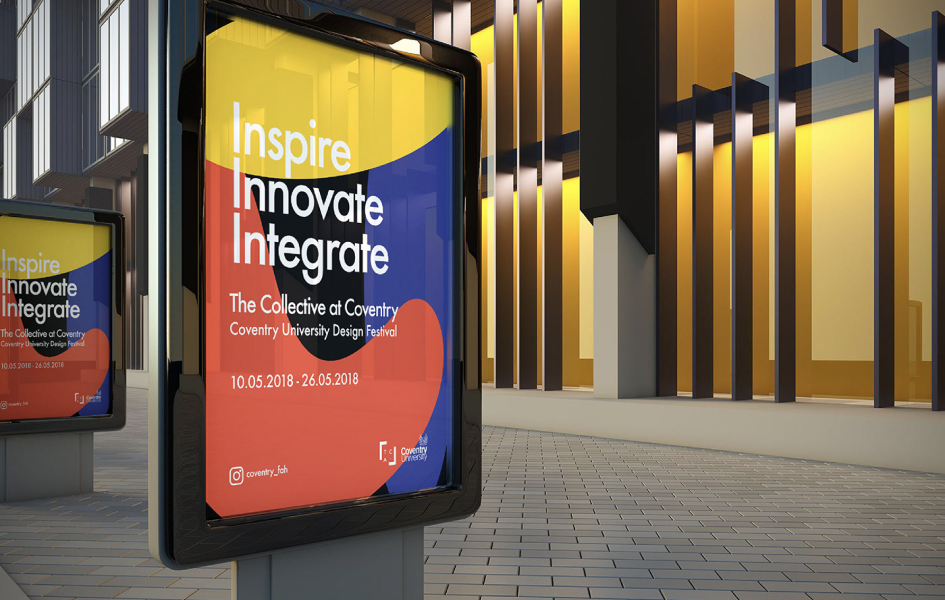 Inspire
Innovate
Integrate
The Collective at Coventry
Coventry University Design Festival
10.05.2018 - 26.05.2018
coventry_fah
Coventry
University
Inspire
Innovate
Integrate
The Collective at Coventry
Coventry University Design Festival
10.05.2018 - 26.05.2018
coventry_fah